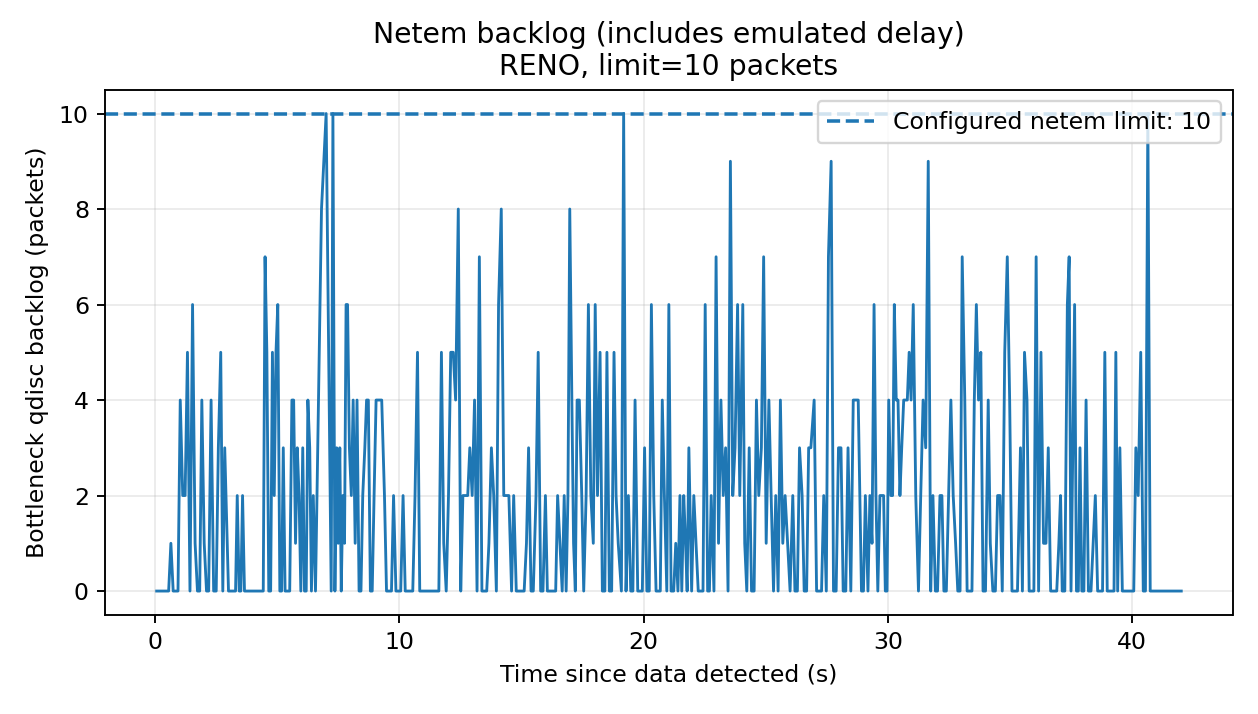 Netem backlog (includes emulated delay)
RENO, limit=10 packets
Configured netem limit: 10
Bottleneck qdisc backlog (packets)
10
8
6
4
2
0
0 10 20 30 40
Time since data detected (s)